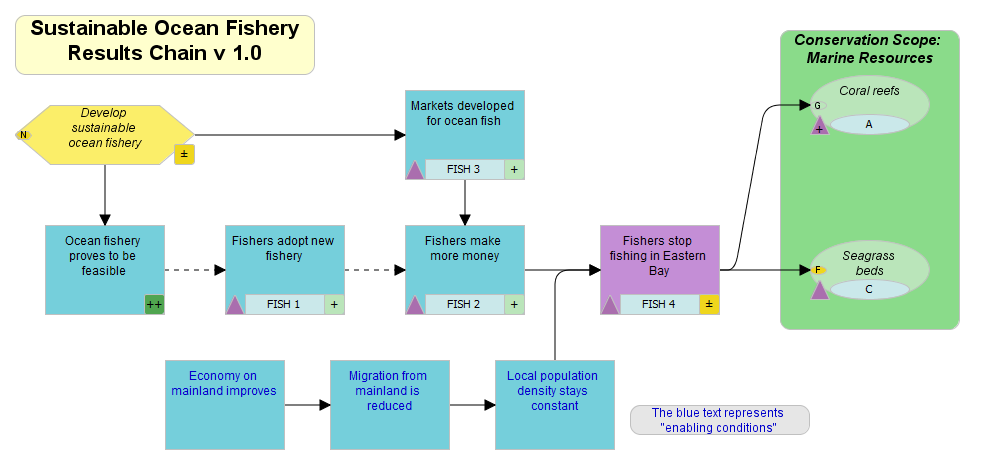 Sustainable Ocean Fishery
Results Chain v 1.0
Conservation Scope:
Marine Resources
Develop
sustainable
ocean fishery
N
±
Markets developed
for ocean fish
FISH 3
+
Coral reefs
G
+
A
Ocean fishery
proves to be
feasible
++
Fishers adopt new
fishery
FISH 1
+
Fishers make
more money
FISH 2
+
Fishers stop
fishing in Eastern
Bay
FISH 4
±
Seagrass
beds
F
C
Economy on
mainland improves
Migration from
mainland is
reduced
Local population
density stays
constant
The blue text represents
"enabling conditions"